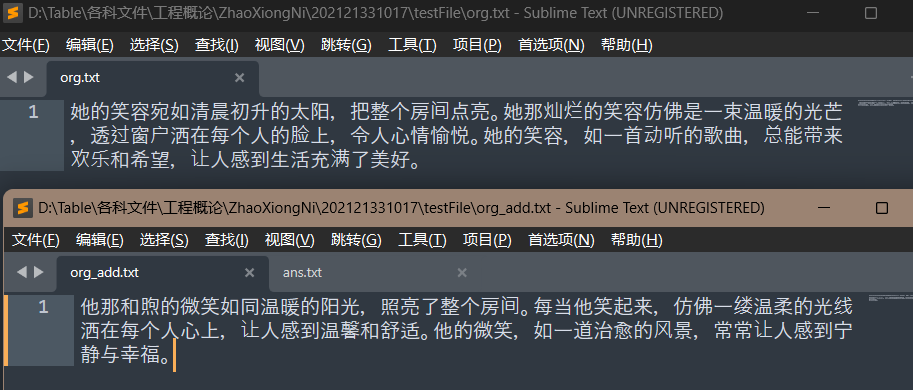 D:\Table\各科文件\工程概论\ZhaoXiongNi\202121331017\testFile\org.txt - Sublime Text (UNREGISTERED)
文件(F) 编辑(E) 选择(S) 查找(I) 视图(V) 跳转(G) 工具(T) 项目(P) 首选项(N) 帮助(H)
org.txt
1 她的笑容宛如清晨初升的太阳，把整个房间点亮。她那灿烂的笑容仿佛是一束温暖的光芒
，透过窗户洒在每个人的脸上，令人心情愉悦。她的笑容，如一首动听的歌曲，总能带来
欢乐和希望，让人感到生活充满了美好。
D:\Table\各科文件\工程概论\ZhaoXiongNi\202121331017\testFile\org_add.txt - Sublime Text (UNREGISTERED)
文件(F) 编辑(E) 选择(S) 查找(I) 视图(V) 跳转(G) 工具(T) 项目(P) 首选项(N) 帮助(H)
org_add.txt ans.txt
1 他那和煦的微笑如同温暖的阳光，照亮了整个房间。每当他笑起来，仿佛一缕温柔的光线
洒在每个人心上，让人感到温馨和舒适。他的微笑，如一道治愈的风景，常常让人感到宁
静与幸福。